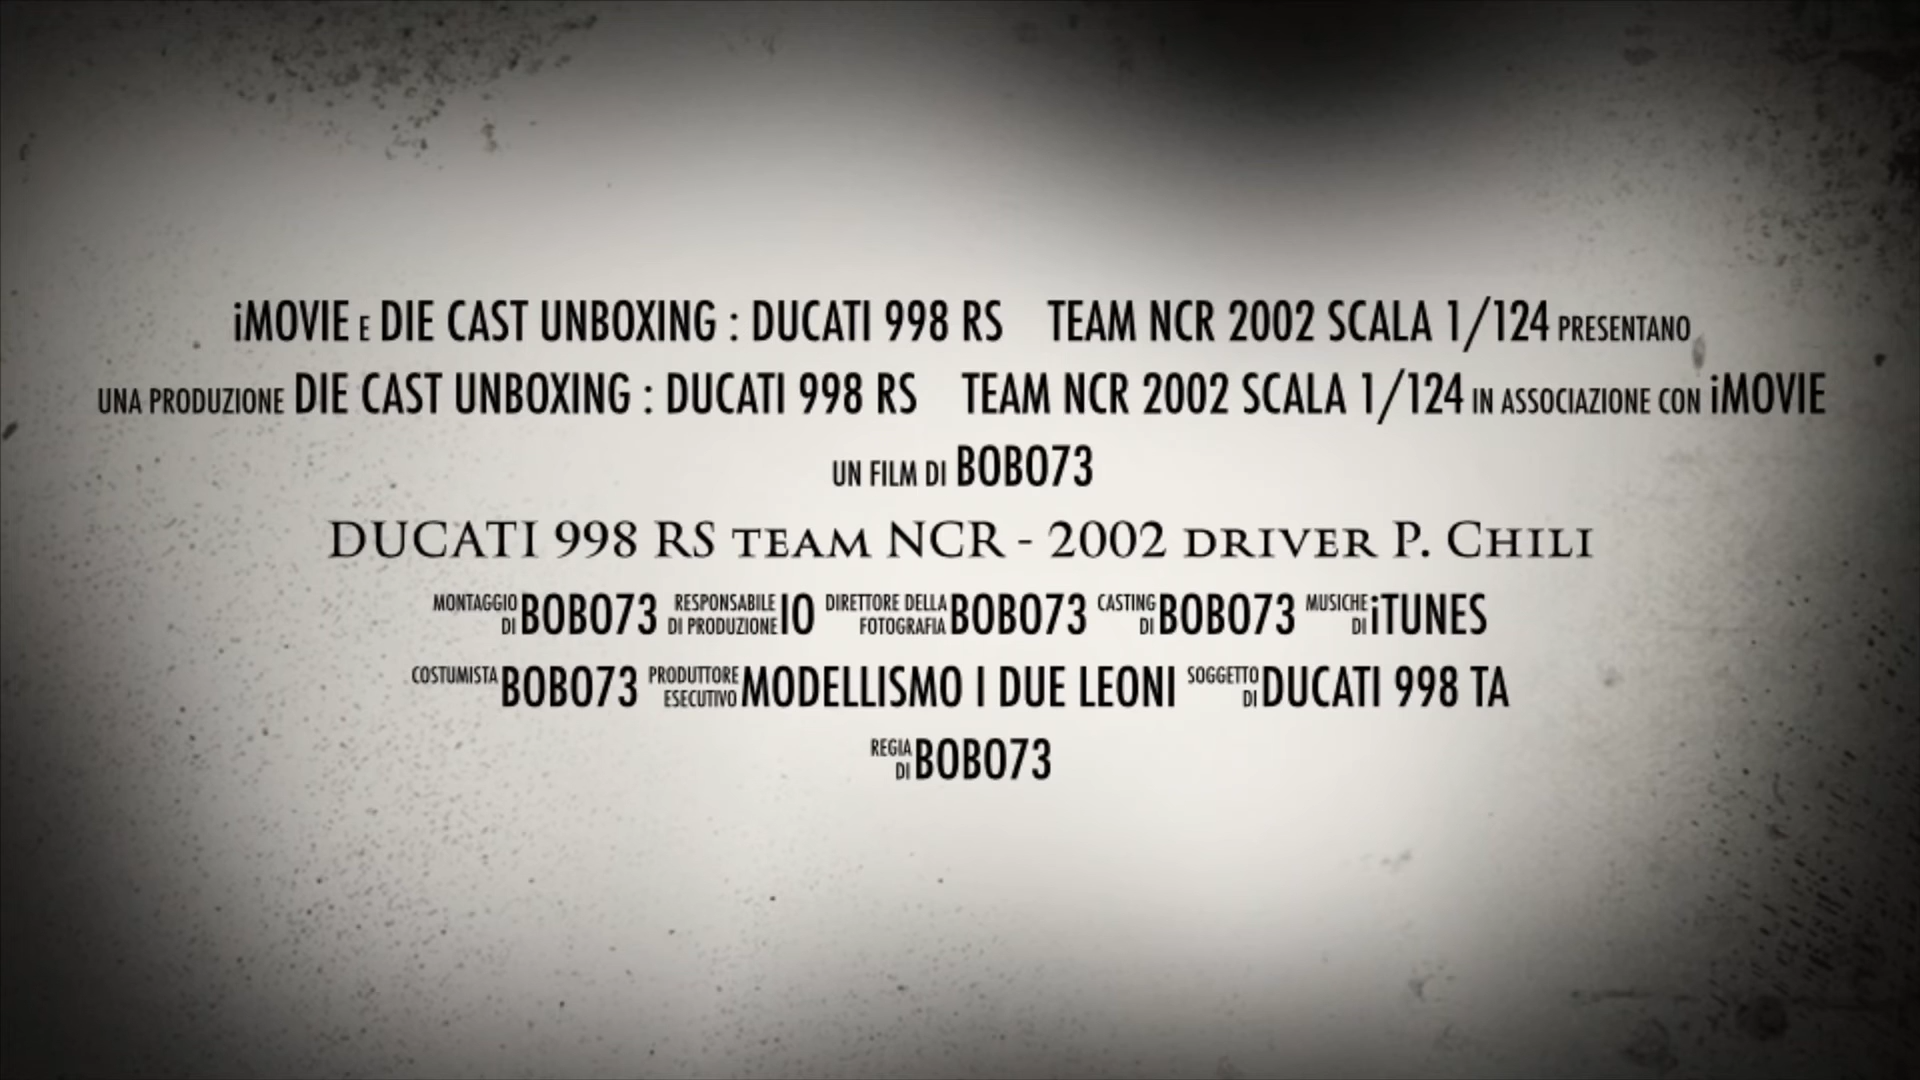 iMOVIE E DIE CAST UNBOXING : DUCATI 998 RS TEAM NCR 2002 SCALA 1/124 PRESENTANO
UNA PRODUZIONE DIE CAST UNBOXING : DUCATI 998 RS TEAM NCR 2002 SCALA 1/124 IN ASSOCIAZIONE CON iMOVIE
UN FILM DI BOBO73
DUCATI 998 RS TEAM NCR - 2002 DRIVER P. CHILI
MONTAGGIO DI BOBO73 RESPONSABILE DI PRODUZIONE IO DIRETTORE DELLA FOTOGRAFIA BOBO73 CASTING DI BOBO73 MUSICHE DI iTUNES
COSTUMISTA BOBO73 PRODUTTORE ESECUTIVO MODELLISMO I DUE LEONI SOGGETTO DI DUCATI 998 TA
REGIA DI BOBO73